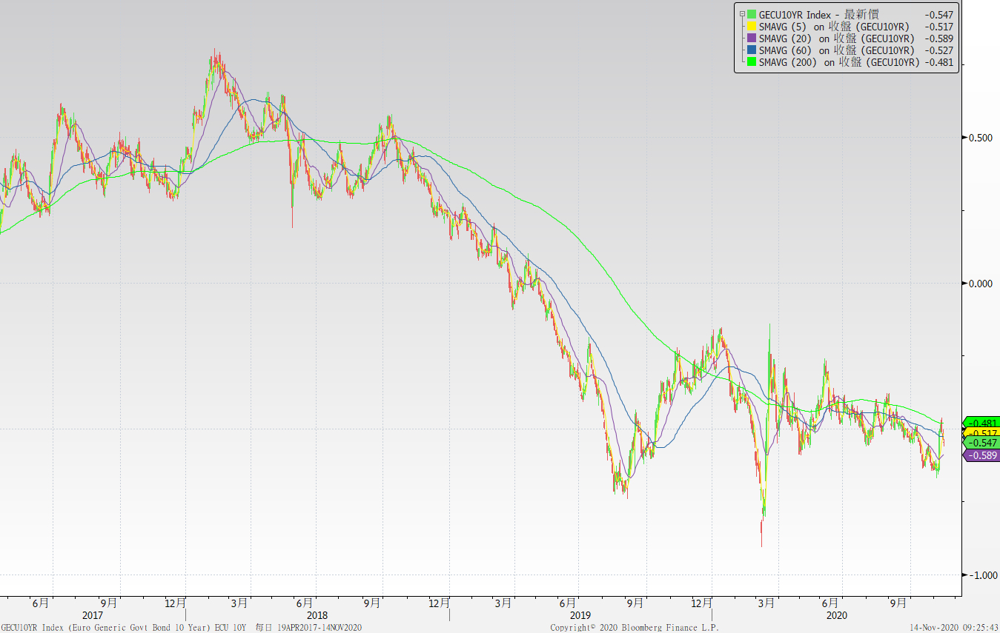 GECU10YR Index - 最新價 -0.547
SMAVG (5) on 收盤 (GECU10YR) -0.517
SMAVG (20) on 收盤 (GECU10YR) -0.589
SMAVG (60) on 收盤 (GECU10YR) -0.527
SMAVG (200) on 收盤 (GECU10YR) -0.481
0.500
0.000
-0.481
-0.517
-0.547
-0.589
-1.000
6月 9月 12月 3月 6月 9月 12月 3月 6月 9月 12月 3月 6月 9月
2017 2018 2019 2020
GECU10YR Index (Euro Generic Govt Bond 10 Year) ECU 10Y 每日 19APR2017-14NOV2020 Copyright© 2020 Bloomberg Finance L.P. 14-Nov-2020 09:25:43